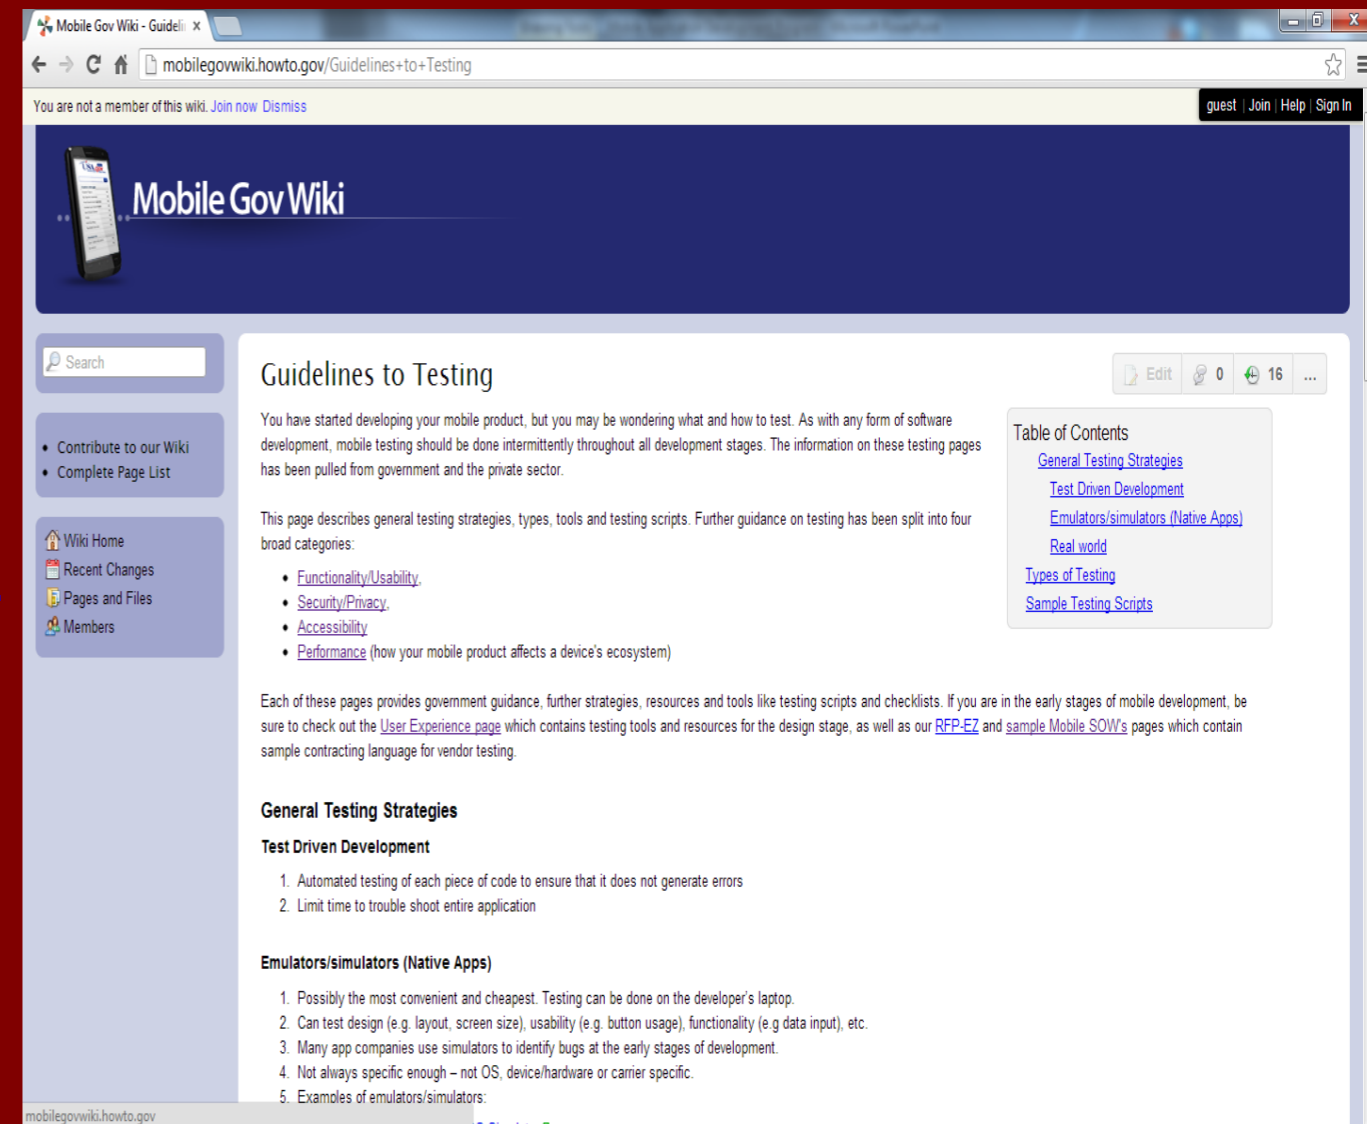 Mobile Gov Wiki - Guideli
mobilegovwiki.howto.gov/Guidelines+to+Testing
You are not a member of this wiki. Join now Dismiss
guest | Join | Help | Sign In
Mobile Gov Wiki
Search
Contribute to our Wiki
Complete Page List
Wiki Home
Recent Changes
Pages and Files
Members
Guidelines to Testing
Edit 0 16 ...
You have started developing your mobile product, but you may be wondering what and how to test. As with any form of software
development, mobile testing should be done intermittently throughout all development stages. The information on these testing pages
has been pulled from government and the private sector.
This page describes general testing strategies, types, tools and testing scripts. Further guidance on testing has been split into four
broad categories:
Functionality/Usability,
Security/Privacy,
Accessibility
Performance (how your mobile product affects a device's ecosystem)
Table of Contents
General Testing Strategies
Test Driven Development
Emulators/simulators (Native Apps)
Real world
Types of Testing
Sample Testing Scripts
Each of these pages provides government guidance, further strategies, resources and tools like testing scripts and checklists. If you are in the early stages of mobile development, be
sure to check out the User Experience page which contains testing tools and resources for the design stage, as well as our RFP-EZ and sample Mobile SOW's pages which contain
sample contracting language for vendor testing.
General Testing Strategies
Test Driven Development
1. Automated testing of each piece of code to ensure that it does not generate errors
2. Limit time to trouble shoot entire application
Emulators/simulators (Native Apps)
1. Possibly the most convenient and cheapest. Testing can be done on the developer's laptop.
2. Can test design (e.g. layout, screen size), usability (e.g. button usage), functionality (e.g data input), etc.
3. Many app companies use simulators to identify bugs at the early stages of development.
4. Not always specific enough – not OS, device/hardware or carrier specific.
5. Examples of emulators/simulators:
mobilegovwiki.howto.gov